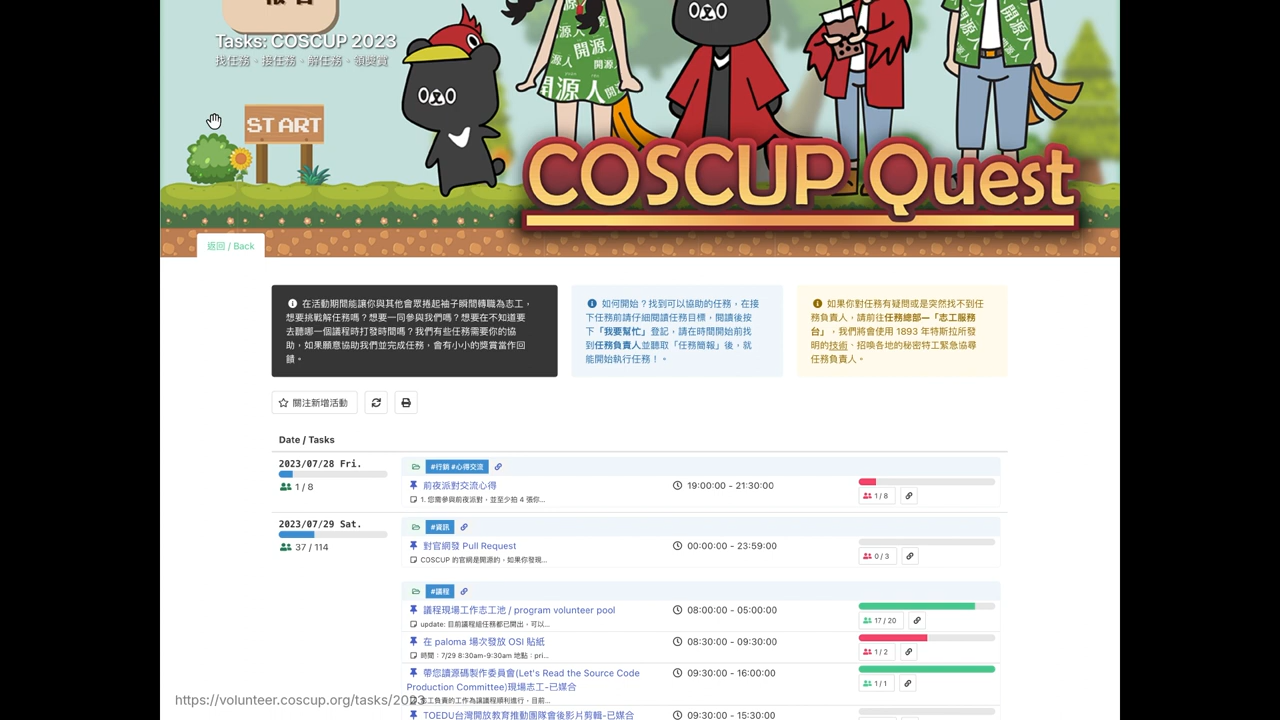 Tasks: COSCUP 2023
找任務、接任務、解任務、領獎賞
開源人
開源人
START
COSCUP Quest
返回 / Back
在活動期間能讓你與其他會眾捲起袖子瞬間轉職為志工，
想要挑戰解任務嗎？想要一同參與我們嗎？想要在不知道要
去聽哪一個議程時打發時間嗎？我們有些任務需要你的協
助，如果願意協助我們並完成任務，會有小小的獎賞當作回
饋。
如何開始？找到可以協助的任務，在接
下任務前請仔細閱讀任務目標，閱讀後按
下「我要幫忙」登記，請在時間開始前找
到任務負責人並聽取「任務簡報」後，就
能開始執行任務！。
如果你對任務有疑問或是突然找不到任
務負責人，請前往任務總部—「志工服務
台」，我們將會使用 1893 年特斯拉所發
明的技術，招喚各地的秘密特工緊急協尋
任務負責人。
關注新增活動
Date / Tasks
2023/07/28 Fri.
1 / 8
#行銷 #心得交流
前夜派對交流心得
19:00:00 - 21:30:00
1 / 8
1. 您需參與前夜派對，並至少拍 4 張你...
2023/07/29 Sat.
37 / 114
#資訊
對官網發 Pull Request
00:00:00 - 23:59:00
0 / 3
COSCUP 的官網是開源的，如果你發現...
#議程
議程現場工作志工池 / program volunteer pool
08:00:00 - 05:00:00
17 / 20
update: 目前議程組任務都已開出，可以...
在 paloma 場次發放 OSI 貼紙
08:30:00 - 09:30:00
1 / 2
時間：7/29 8:30am-9:30am 地點：pri...
帶您讀源碼製作委員會(Let's Read the Source Code
Production Committee)現場志工-已媒合
09:30:00 - 16:00:00
1 / 1
志工負責的工作為讓議程順利進行，目前...
TOEDU台灣開放教育推動團隊會後影片剪輯-已媒合
09:30:00 - 15:30:00
https://volunteer.coscup.org/tasks/2023